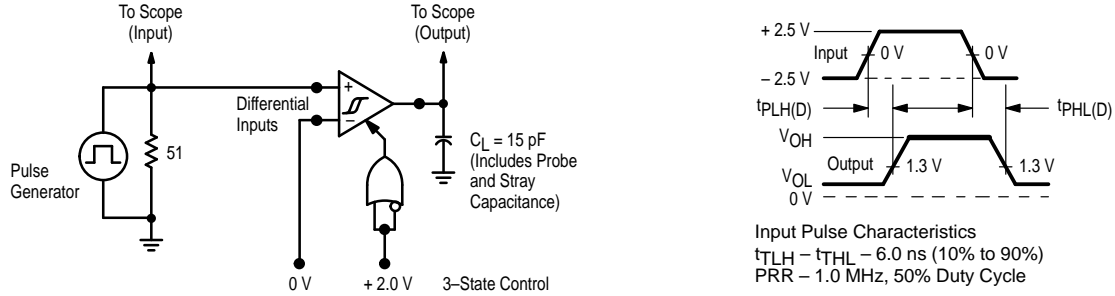 To Scope
(Input)
To Scope
(Output)
Differential
Inputs
+
–
51
Pulse
Generator
CL = 15 pF
(Includes Probe
and Stray
Capacitance)
0 V
+ 2.0 V
3–State Control
+ 2.5 V
Input
0 V
0 V
– 2.5 V
tPLH(D)
tPHL(D)
VOH
Output
1.3 V
1.3 V
VOL
0 V
Input Pulse Characteristics
tTLH – tTHL – 6.0 ns (10% to 90%)
PRR – 1.0 MHz, 50% Duty Cycle